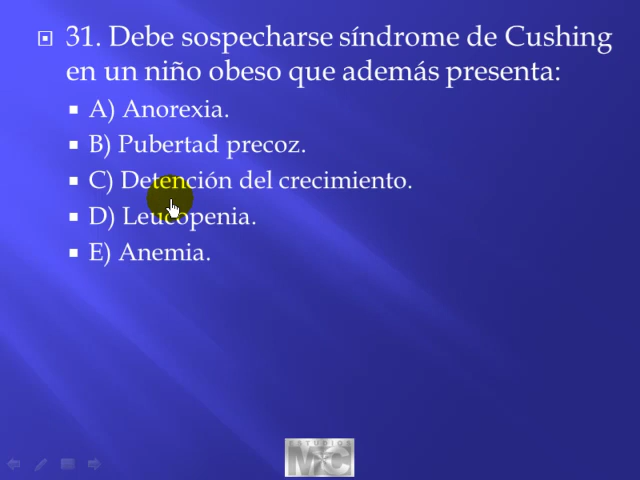 31. Debe sospecharse síndrome de Cushing
en un niño obeso que además presenta:
A) Anorexia.
B) Pubertad precoz.
C) Detención del crecimiento.
D) Leucopenia.
E) Anemia.
ESTUDIOS
M C